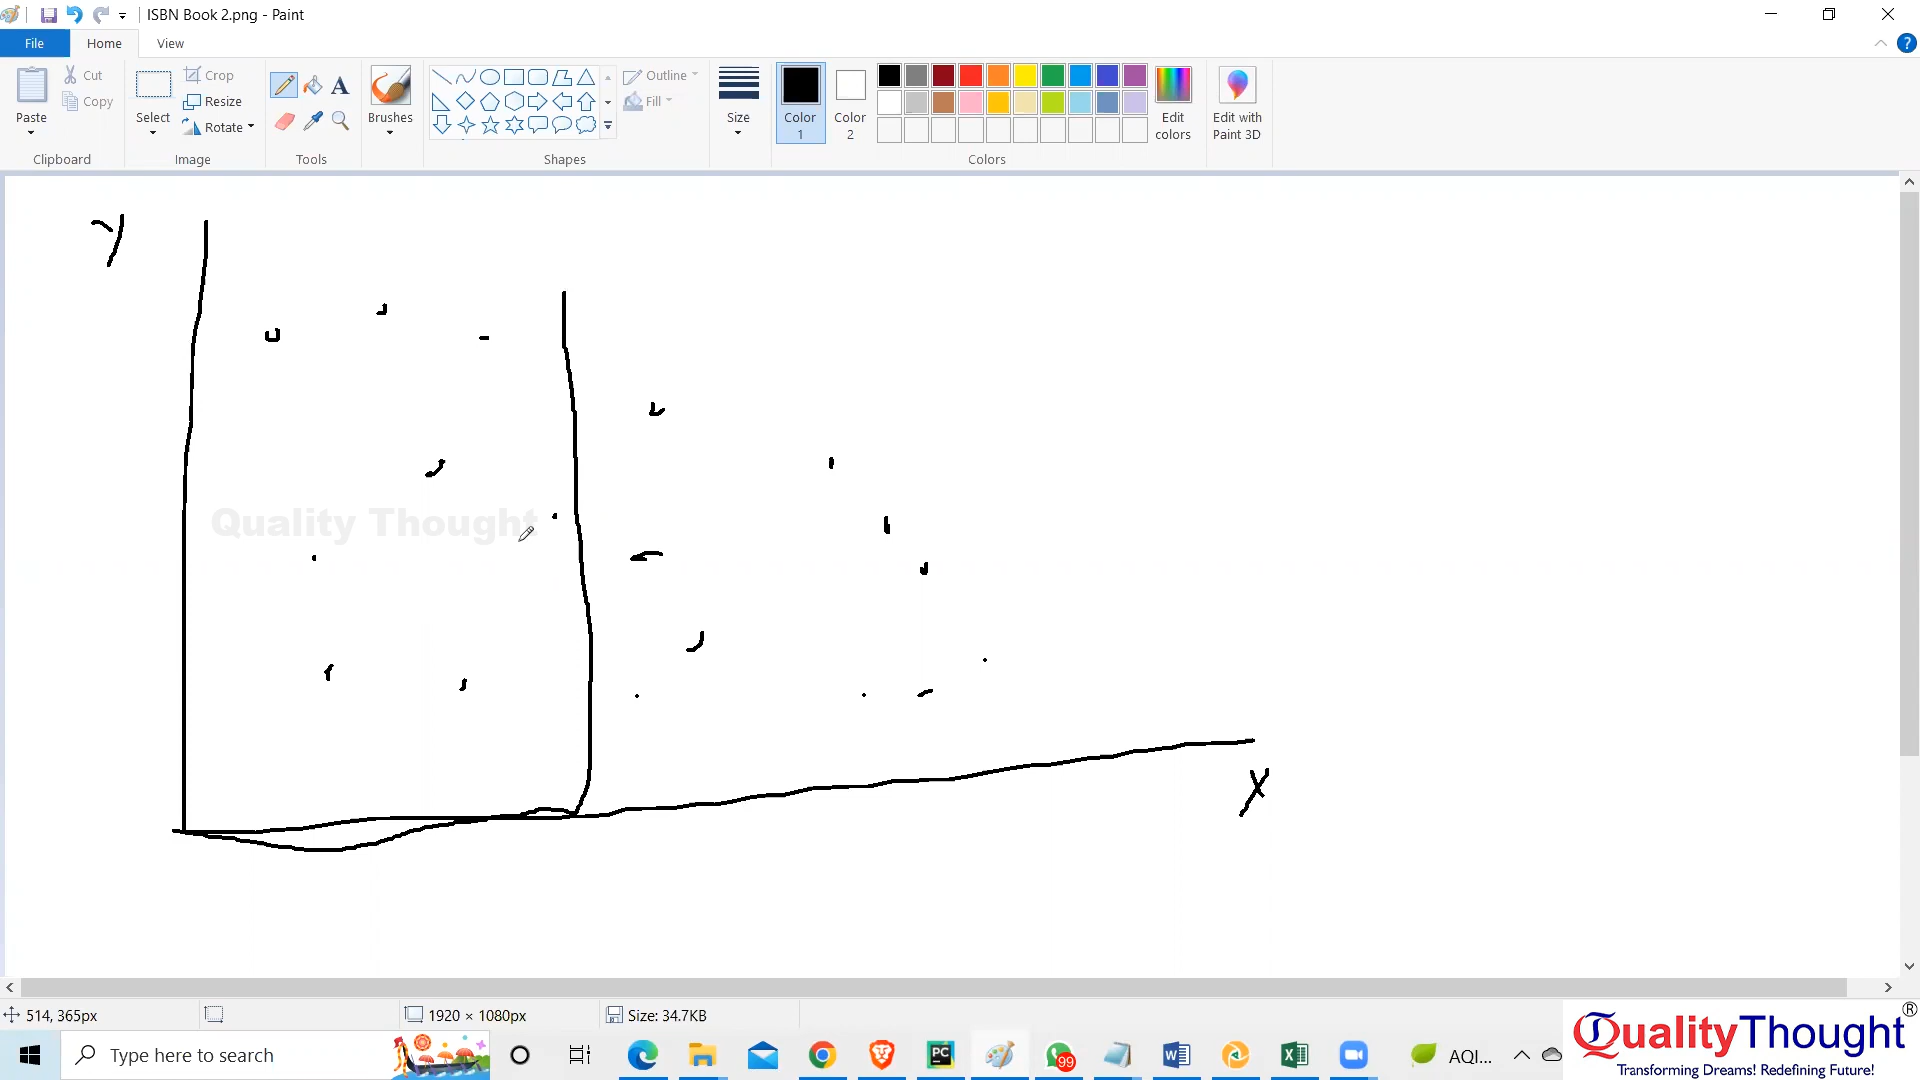 ISBN Book 2.png - Paint
File Home View
Cut
Copy
Paste
Clipboard
Select
Crop
Resize
Rotate
Image
A
Tools
Brushes
Shapes
Outline
Fill
Size
Color 1
Color 2
Edit colors
Edit with Paint 3D
Colors
?
y
Quality Thought
x
514, 365px
1920 × 1080px
Size: 34.7KB
Type here to search
PC
99
AQI...
QualityThought®
Transforming Dreams! Redefining Future!